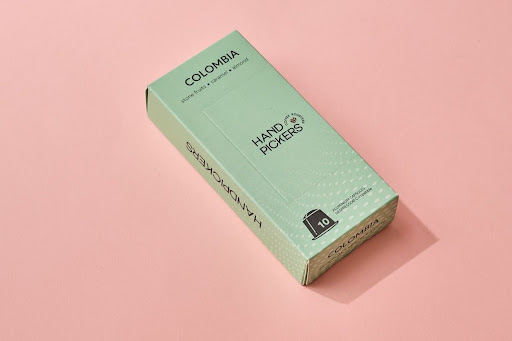 COLOMBIA
stone fruits • caramel • almond
HAND
PICKERS
HANDPICKERS
10
COLOMBIA